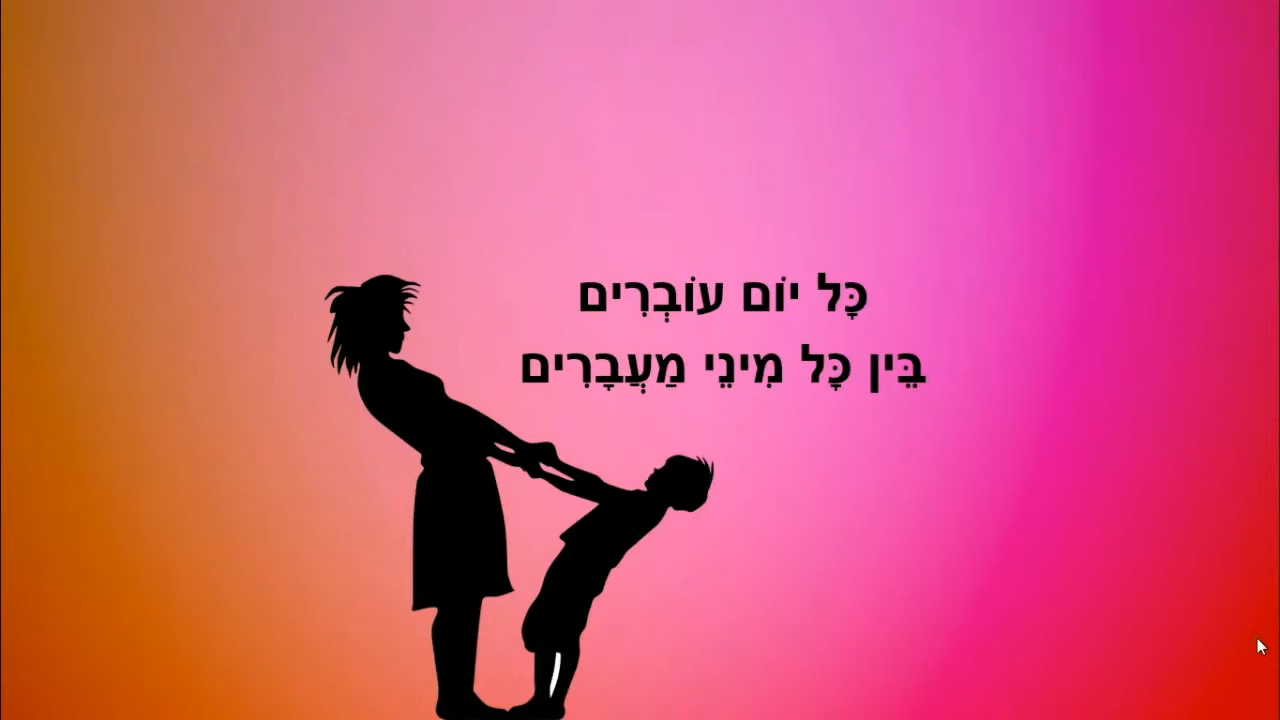 כָּל יוֹם עוֹבְרִים
בֵּין כָּל מִינֵי מַעֲבָרִים